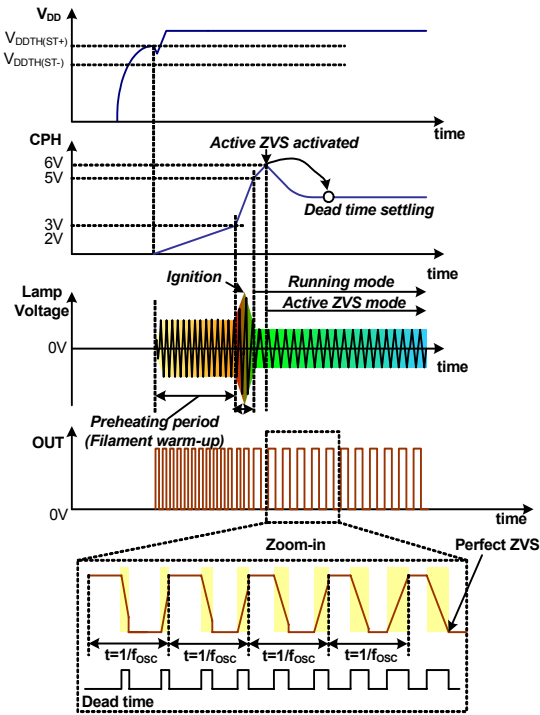 VDD
VDDTH(ST+)
VDDTH(ST-)
time
CPH
Active ZVS activated
6V
5V
Dead time settling
3V
2V
time
Ignition
Running mode
Lamp
Voltage
Active ZVS mode
0V
time
Preheating period
(Filament warm-up)
OUT
0V
time
Zoom-in
Perfect ZVS
t=1/fOSC
t=1/fOSC
t=1/fOSC
t=1/fOSC
Dead time